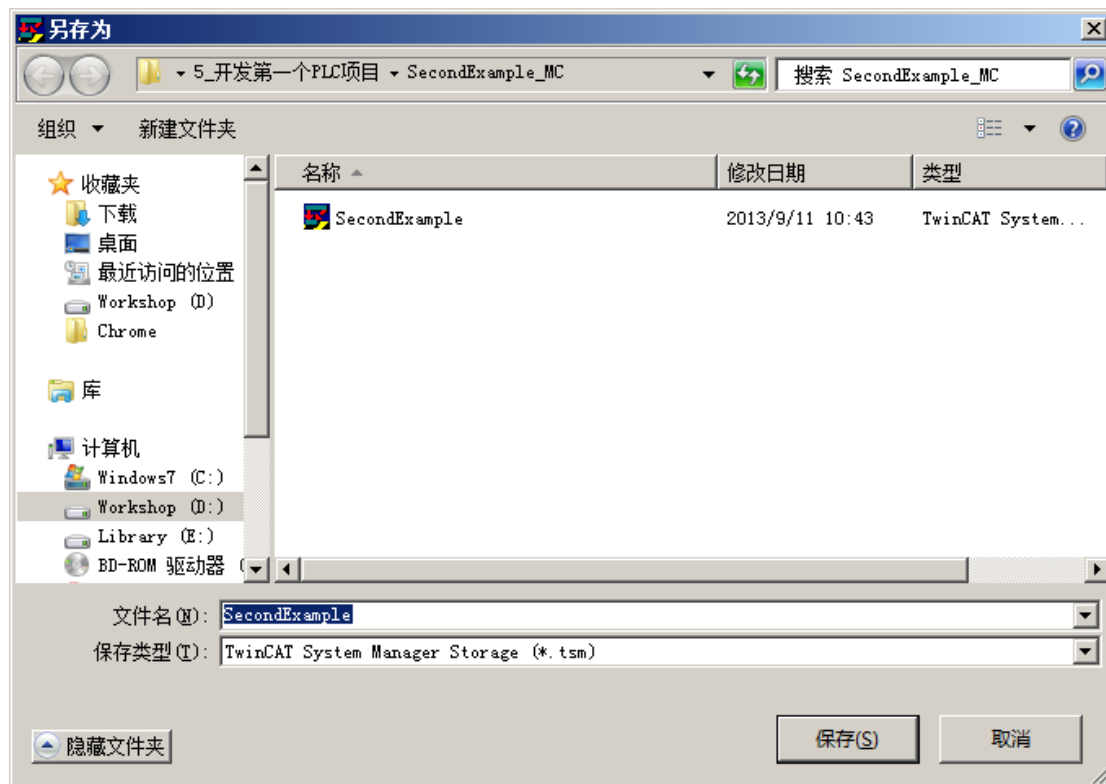 另存为
5_开发第一个PLC项目 SecondExample_MC
搜索 SecondExample_MC
组织 新建文件夹
名称 修改日期 类型
SecondExample 2013/9/11 10:43 TwinCAT System...
收藏夹
下载
桌面
最近访问的位置
Workshop (D)
Chrome
库
计算机
Windows7 (C:)
Workshop (D:)
Library (E:)
BD-ROM 驱动器 (
文件名(N): SecondExample
保存类型(T): TwinCAT System Manager Storage (*.tsm)
隐藏文件夹 保存(S) 取消